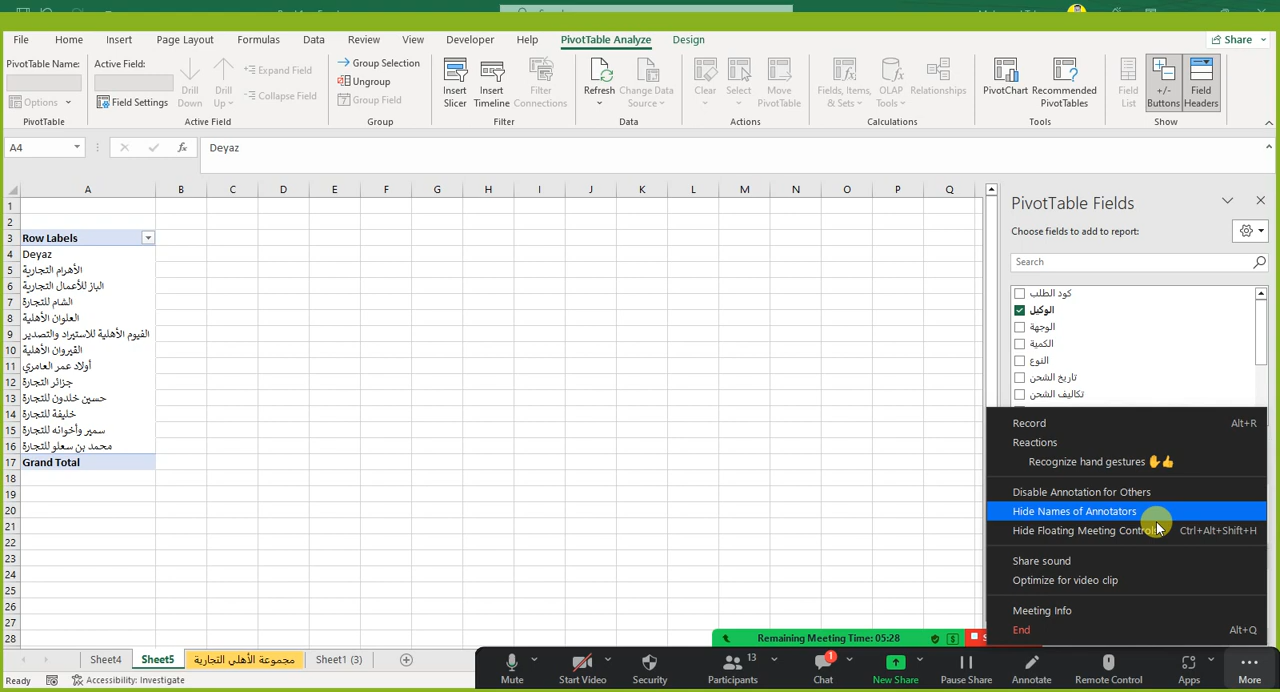 File Home Insert Page Layout Formulas Data Review View Developer Help PivotTable Analyze Design Share
PivotTable Name:
Options
PivotTable
Active Field:
Field Settings
Drill Down
Drill Up
Expand Field
Collapse Field
Active Field
Group Selection
Ungroup
Group Field
Group
Insert Slicer
Insert Timeline
Filter Connections
Filter
Refresh
Change Data Source
Data
Clear
Select
Move PivotTable
Actions
Fields, Items, & Sets
OLAP Tools
Relationships
Calculations
PivotChart
Recommended PivotTables
Tools
Field List
+/- Buttons
Field Headers
Show
A4 fx Deyaz
A B C D E F G H I J K L M N O P Q
1
2
3 Row Labels
4 Deyaz
5 الأهرام التجارية
6 الباز للأعمال التجارية
7 الشام للتجارة
8 العلوان الأهلية
9 الفيوم الأهلية للاستيراد والتصدير
10 القيروان الأهلية
11 أولاد عمر العامري
12 جزائر التجارة
13 حسين خلدون للتجارة
14 خليفة للتجارة
15 سمير وأخوانه للتجارة
16 محمد بن سعلو للتجارة
17 Grand Total
18
19
20
21
22
23
24
25
26
27
28
PivotTable Fields
Choose fields to add to report:
Search
كود الطلب
الوكيل
الوجهة
الكمية
النوع
تاريخ الشحن
تكاليف الشحن
Record Alt+R
Reactions
Recognize hand gestures
Disable Annotation for Others
Hide Names of Annotators
Hide Floating Meeting Controls Ctrl+Alt+Shift+H
Share sound
Optimize for video clip
Meeting Info
End Alt+Q
Remaining Meeting Time: 05:28
Sheet4 Sheet5 مجموعة الأهلي التجارية Sheet1 (3)
Mute Start Video Security Participants 13 Chat 1 New Share Pause Share Annotate Remote Control Apps More
Ready Accessibility: Investigate